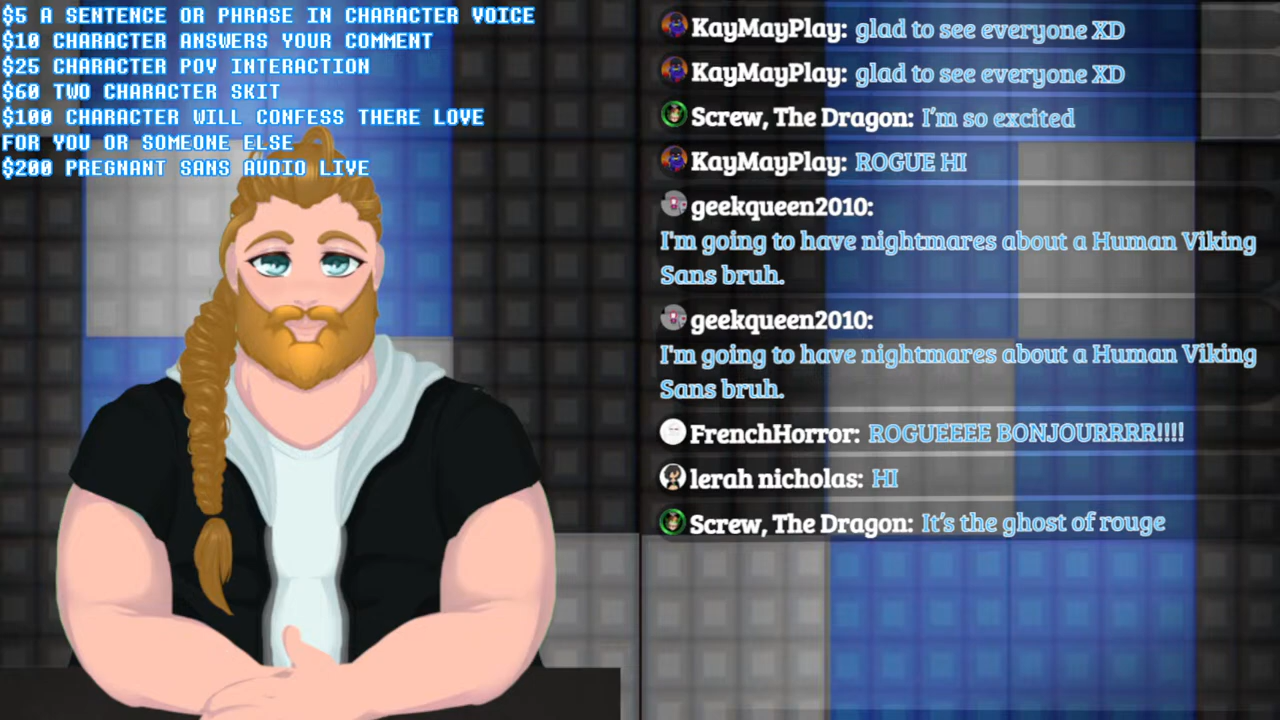 $5 A SENTENCE OR PHRASE IN CHARACTER VOICE
$10 CHARACTER ANSWERS YOUR COMMENT
$25 CHARACTER POV INTERACTION
$60 TWO CHARACTER SKIT
$100 CHARACTER WILL CONFESS THERE LOVE
FOR YOU OR SOMEONE ELSE
$200 PREGNANT SANS AUDIO LIVE
KayMayPlay: glad to see everyone XD
KayMayPlay: glad to see everyone XD
Screw, The Dragon: I'm so excited
KayMayPlay: ROGUE HI
geekqueen2010:
I'm going to have nightmares about a Human Viking
Sans bruh.
geekqueen2010:
I'm going to have nightmares about a Human Viking
Sans bruh.
FrenchHorror: ROGUEEEE BONJOURRRR!!!!
lerah nicholas: HI
Screw, The Dragon: It's the ghost of rouge